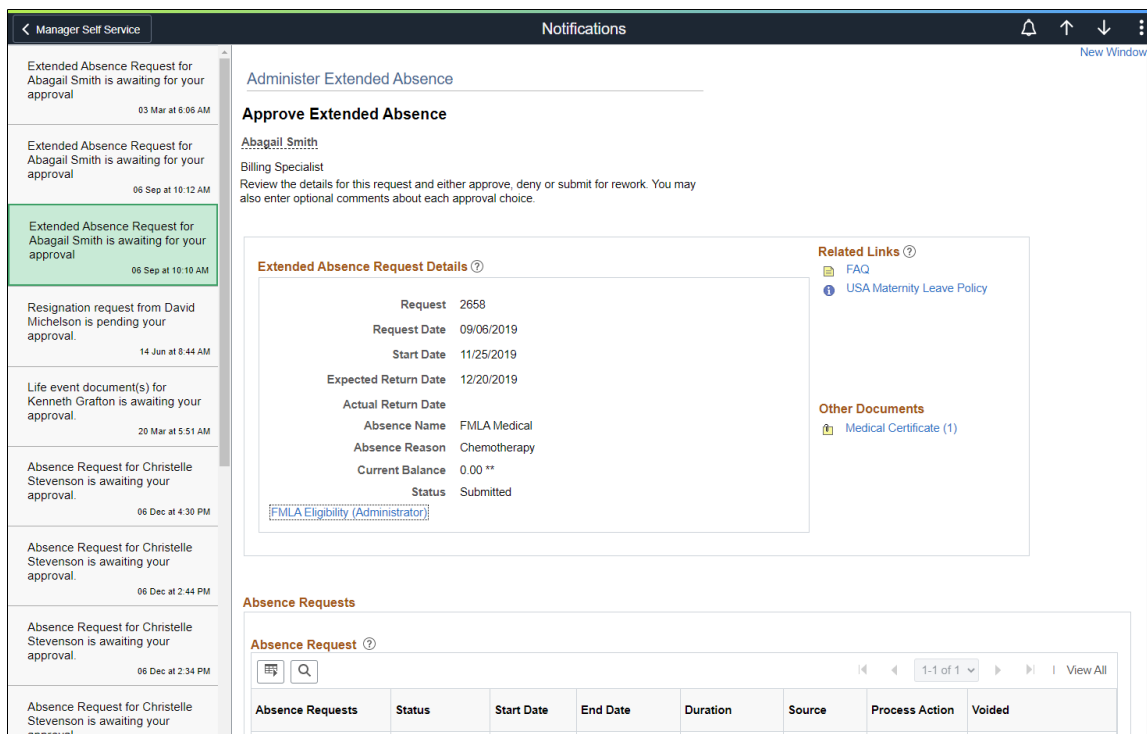 Manager Self Service
Notifications
New Window
Extended Absence Request for
Abagail Smith is awaiting for your
approval
03 Mar at 6:06 AM
Extended Absence Request for
Abagail Smith is awaiting for your
approval
06 Sep at 10:12 AM
Extended Absence Request for
Abagail Smith is awaiting for your
approval
06 Sep at 10:10 AM
Resignation request from David
Michelson is pending your
approval.
14 Jun at 8:44 AM
Life event document(s) for
Kenneth Grafton is awaiting your
approval.
20 Mar at 5:51 AM
Absence Request for Christelle
Stevenson is awaiting your
approval.
06 Dec at 4:30 PM
Absence Request for Christelle
Stevenson is awaiting your
approval.
06 Dec at 2:44 PM
Absence Request for Christelle
Stevenson is awaiting your
approval.
06 Dec at 2:34 PM
Absence Request for Christelle
Stevenson is awaiting your
approval
Administer Extended Absence
Approve Extended Absence
Abagail Smith
Billing Specialist
Review the details for this request and either approve, deny or submit for rework. You may
also enter optional comments about each approval choice.
Extended Absence Request Details
Request 2658
Request Date 09/06/2019
Start Date 11/25/2019
Expected Return Date 12/20/2019
Actual Return Date
Absence Name FMLA Medical
Absence Reason Chemotherapy
Current Balance 0.00 **
Status Submitted
FMLA Eligibility (Administrator)
Related Links
FAQ
USA Maternity Leave Policy
Other Documents
Medical Certificate (1)
Absence Requests
Absence Request
1-1 of 1
View All
Absence Requests Status Start Date End Date Duration Source Process Action Voided